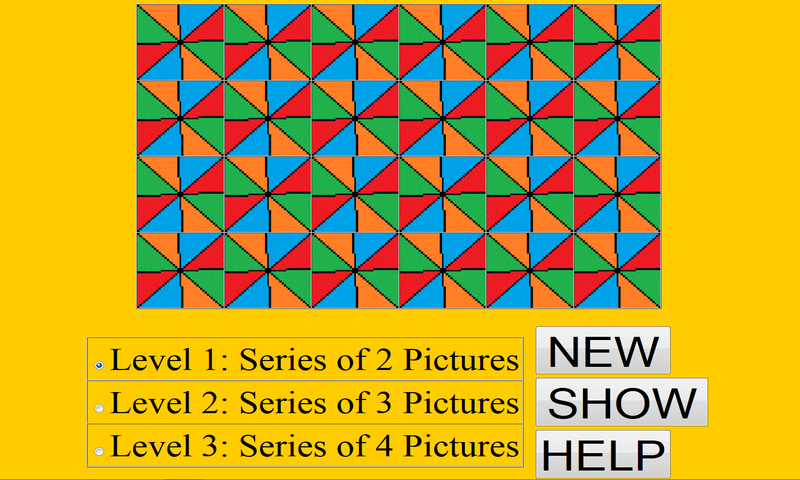 Level 1: Series of 2 Pictures
Level 2: Series of 3 Pictures
Level 3: Series of 4 Pictures
NEW
SHOW
HELP